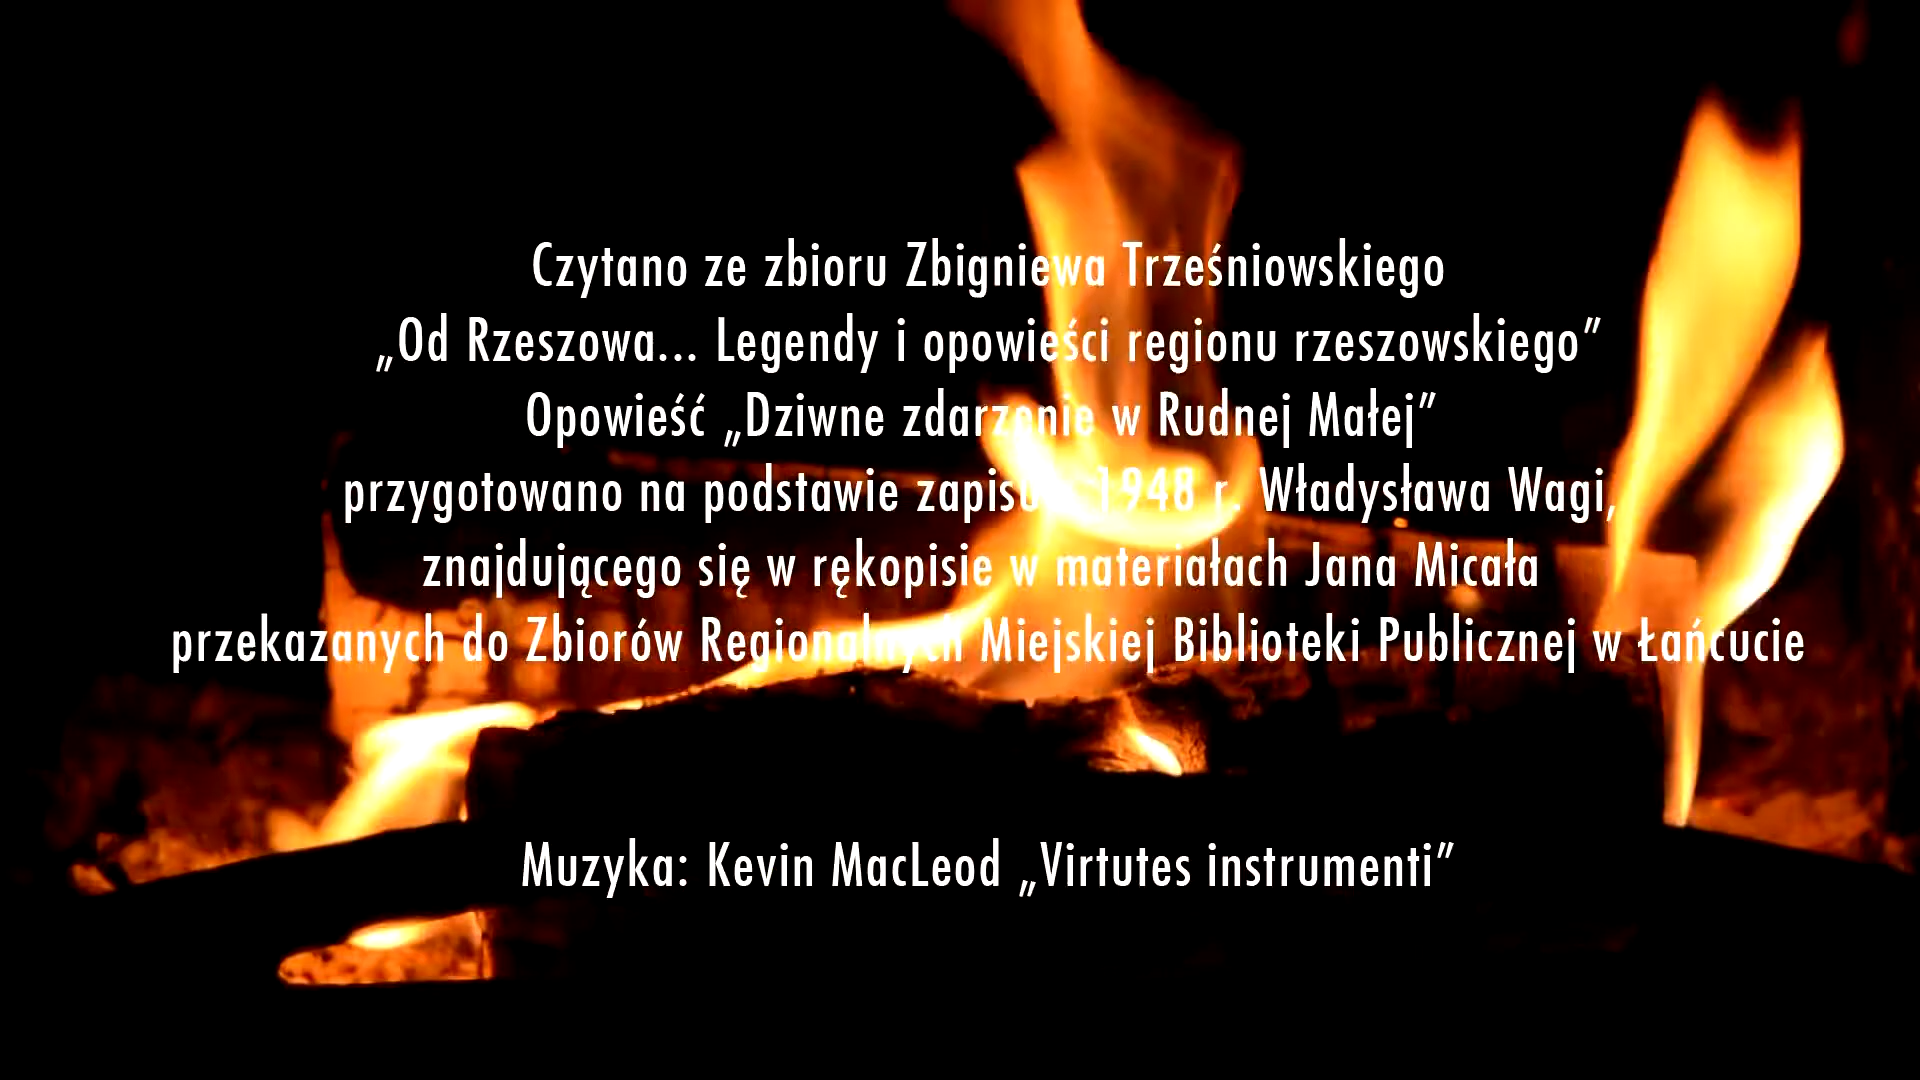 Czytano ze zbioru Zbigniewa Trześniowskiego
„Od Rzeszowa... Legendy i opowieści regionu rzeszowskiego”
Opowieść „Dziwne zdarzenie w Rudnej Małej”
przygotowano na podstawie zapisu z 1948 r. Władysława Wagi,
znajdującego się w rękopisie w materiałach Jana Micała
przekazanych do Zbiorów Regionalnych Miejskiej Biblioteki Publicznej w Łańcucie
Muzyka: Kevin MacLeod „Virtutes instrumenti”